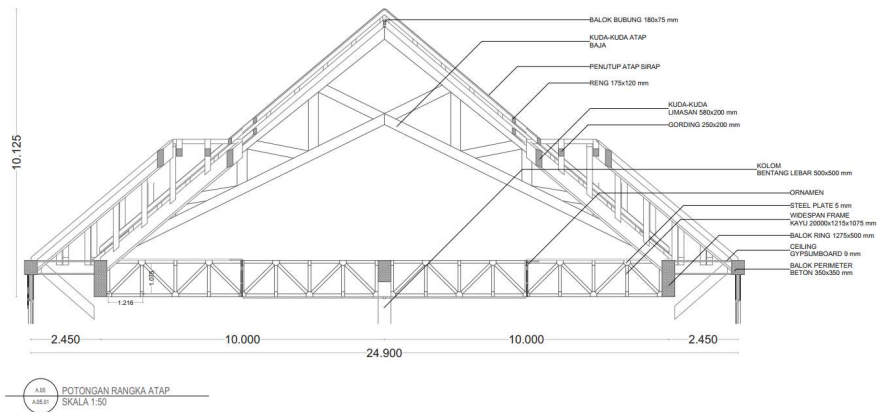 BALOK BUBUNG 180x75 mm
KUDA-KUDA ATAP
BAJA
PENUTUP ATAP SIRAP
RENG 175x120 mm
KUDA-KUDA
LIMASAN 580x200 mm
GORDING 250x200 mm
10.125
KOLOM
BENTANG LEBAR 500x500 mm
ORNAMEN
STEEL PLATE 5 mm
WIDESPAN FRAME
KAYU 20000x1215x1075 mm
BALOK RING 1275x500 mm
CEILING
GYPSUMBOARD 9 mm
BALOK PERIMETER
BETON 350x350 mm
1.216
2.450
10.000
10.000
2.450
24.900
A.05
A.05.01
POTONGAN RANGKA ATAP
SKALA 1:50